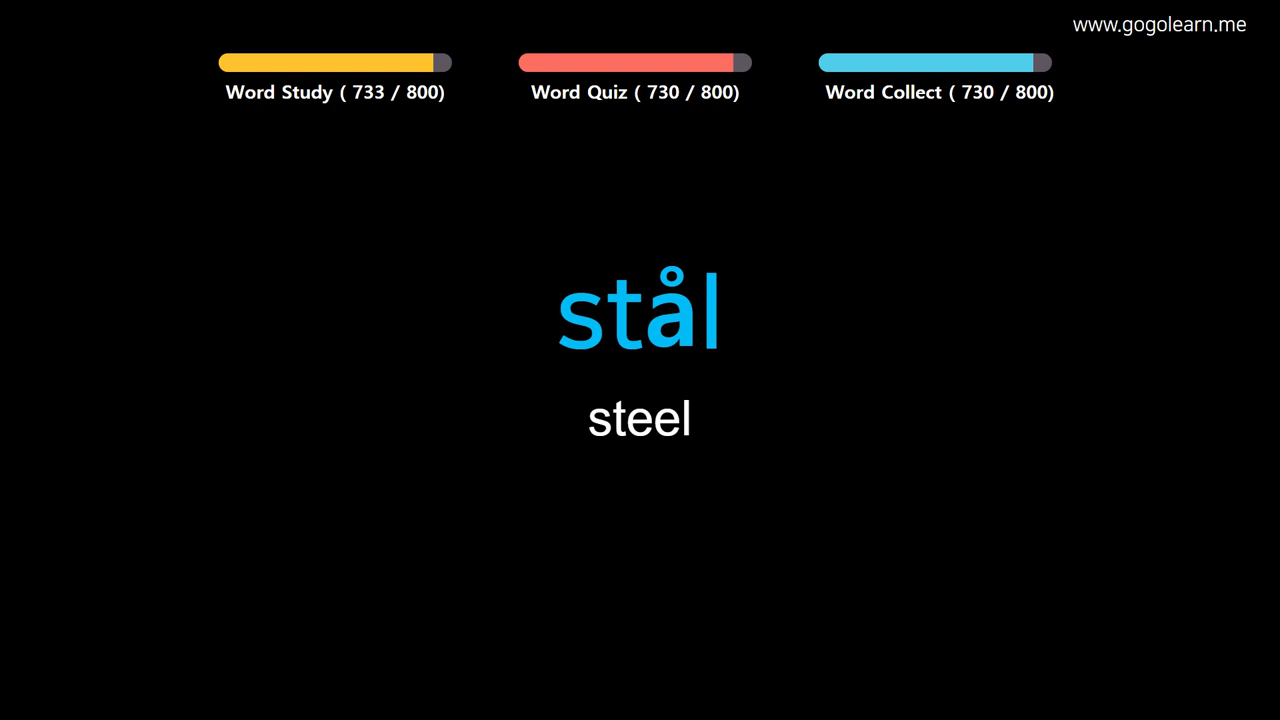 www.gogolearn.me
Word Study ( 733 / 800)
Word Quiz ( 730 / 800)
Word Collect ( 730 / 800)
stål
steel